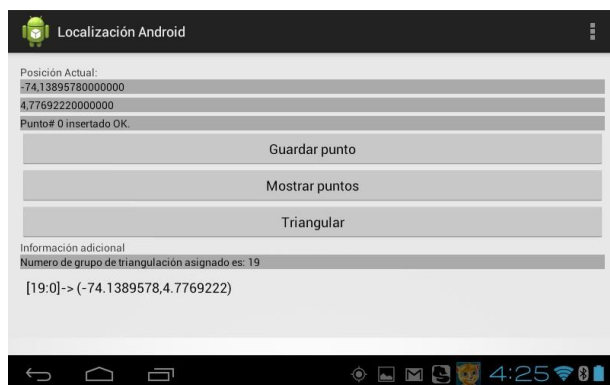 Localización Android
Posición Actual:
-74,13895780000000
4,77692220000000
Punto# 0 insertado OK.
Guardar punto
Mostrar puntos
Triangular
Información adicional
Numero de grupo de triangulación asignado es: 19
[19:0]-> (-74.1389578,4.7769222)
4:25